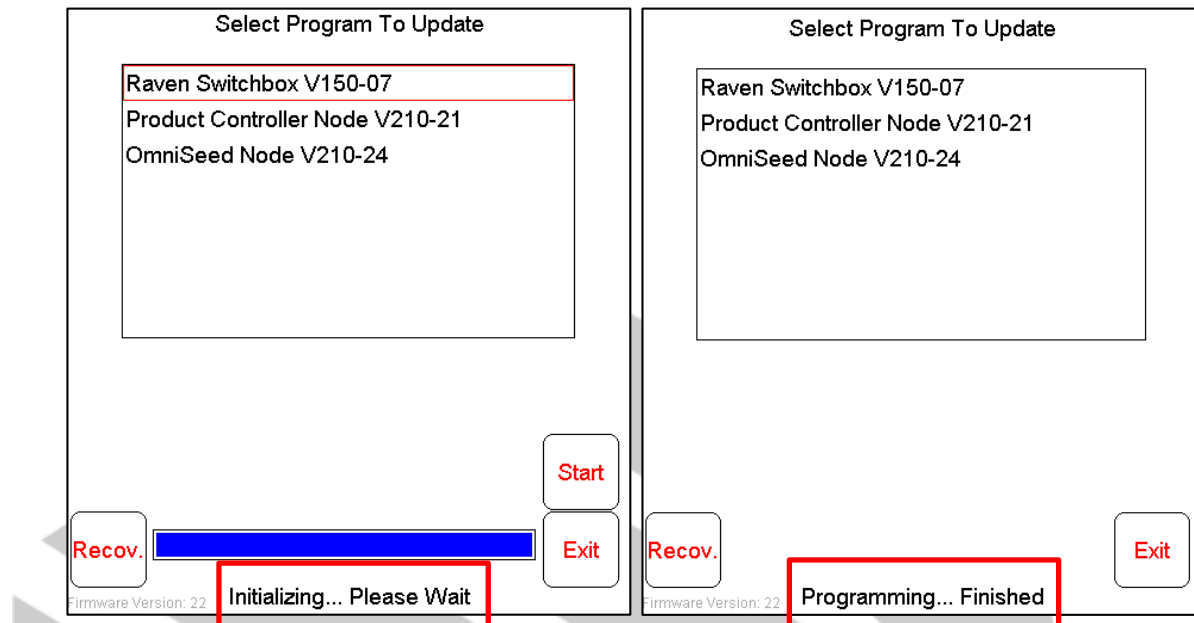 Select Program To Update
Raven Switchbox V150-07
Product Controller Node V210-21
OmniSeed Node V210-24
Start
Recov.
Exit
Firmware Version: 22
Initializing... Please Wait
Select Program To Update
Raven Switchbox V150-07
Product Controller Node V210-21
OmniSeed Node V210-24
Recov.
Exit
Firmware Version: 22
Programming... Finished